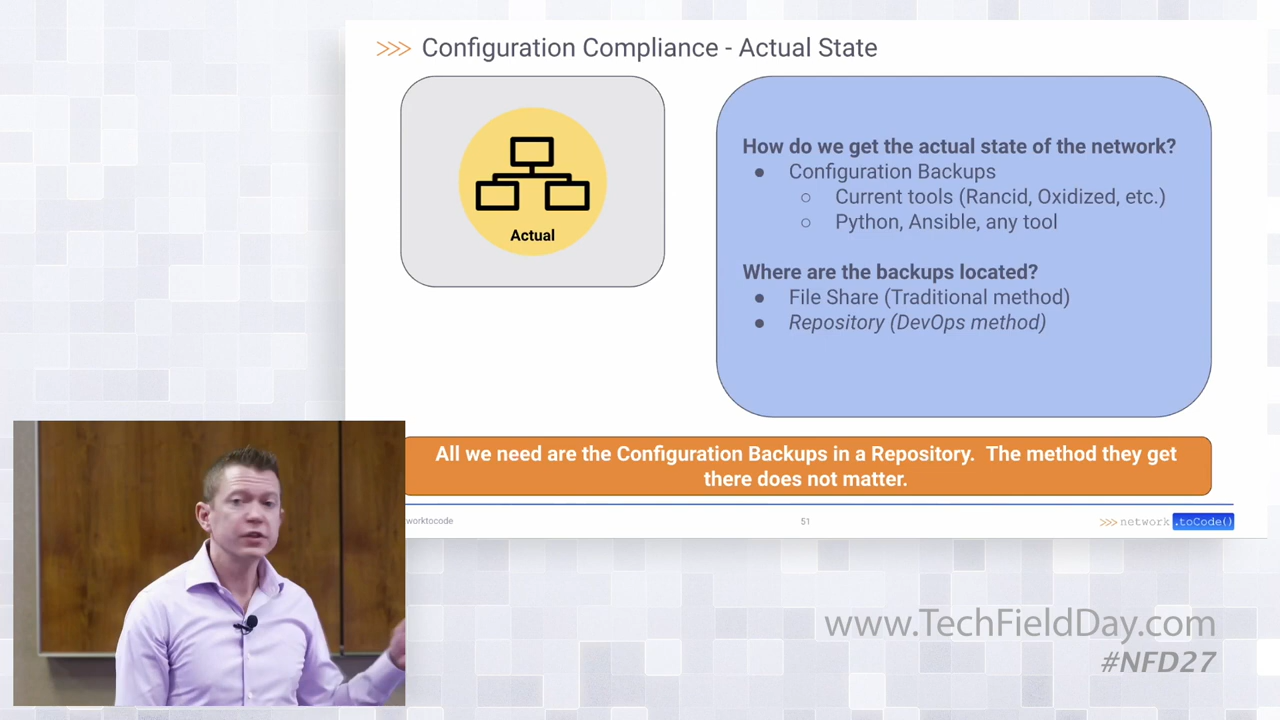 >>> Configuration Compliance - Actual State
Actual
How do we get the actual state of the network?
● Configuration Backups
○ Current tools (Rancid, Oxidized, etc.)
○ Python, Ansible, any tool
Where are the backups located?
● File Share (Traditional method)
● Repository (DevOps method)
All we need are the Configuration Backups in a Repository. The method they get
there does not matter.
worktocode
51
>>> network .toCode()
www.TechFieldDay.com
#NFD27